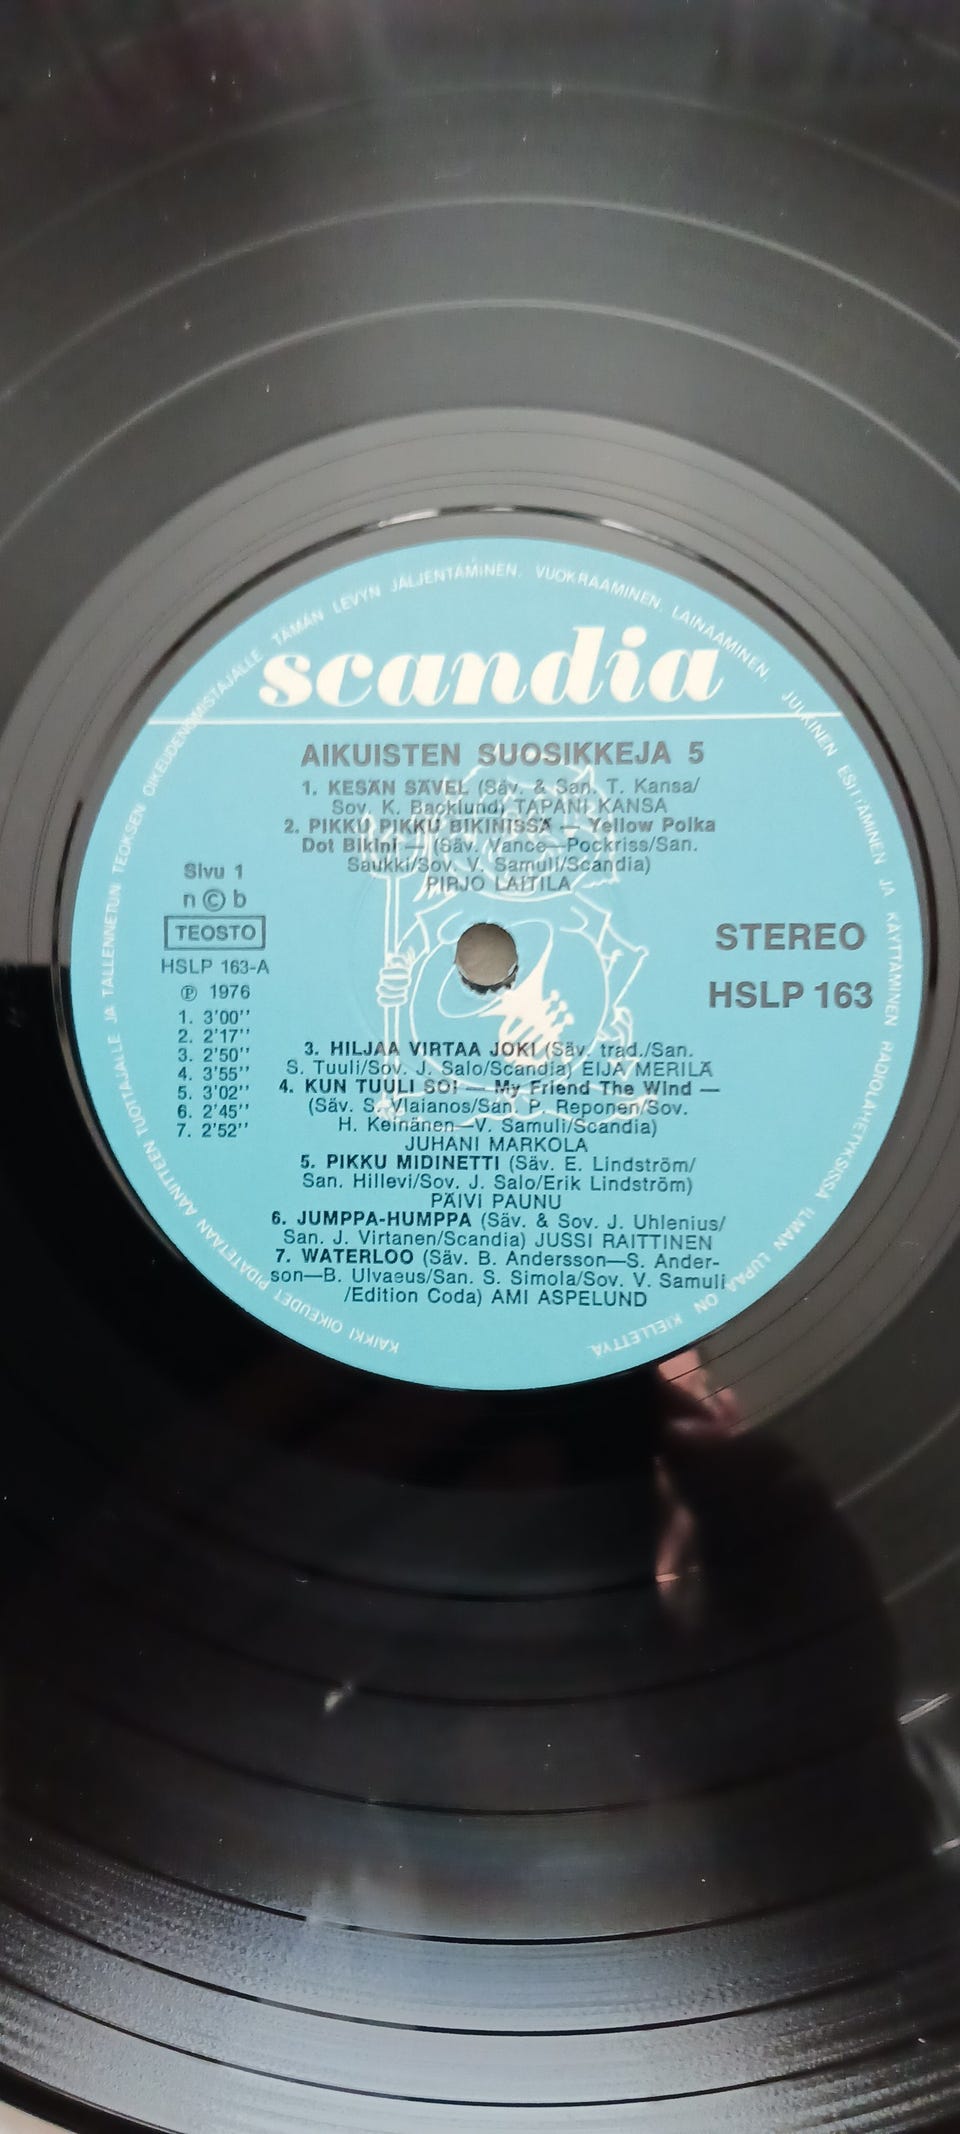 KAIKKI OIKEUDET PIDÄTETÄÄN ÄÄNITTEEN TUOTTAJALLE JA TALLENNETUN TEOKSEN OIKEUDENOMISTAJALLE TÄMÄN LEVYN JÄLJENTÄMINEN, VUOKRAAMINEN, LAINAAMINEN, JULKINEN ESITTÄMINEN JA KÄYTTÄMINEN RADIOLÄHETYKSISSÄ ILMAN LUPAA ON KIELLETTYÄ.
scandia
AIKUISTEN SUOSIKKEJA 5
1. KESÄN SÄVEL (Säv. & San. T. Kansa/
Sov. K. Backlund) TAPANI KANSA
2. PIKKU PIKKU BIKINISSÄ — Yellow Polka
Dot Bikini — (Säv. Vance—Pockriss/San.
Saukki/Sov. V. Samuli/Scandia)
PIRJO LAITILA
Sivu 1
n © b
TEOSTO
HSLP 163-A
℗ 1976
1. 3'00''
2. 2'17''
3. 2'50''
4. 3'55''
5. 3'02''
6. 2'45''
7. 2'52''
STEREO
HSLP 163
3. HILJAA VIRTAA JOKI (Säv. trad./San.
S. Tuuli/Sov. J. Salo/Scandia) EIJA MERILÄ
4. KUN TUULI SOI — My Friend The Wind —
(Säv. S. Vlaianos/San. P. Reponen/Sov.
H. Keinänen—V. Samuli/Scandia)
JUHANI MARKOLA
5. PIKKU MIDINETTI (Säv. E. Lindström/
San. Hillevi/Sov. J. Salo/Erik Lindström)
PÄIVI PAUNU
6. JUMPPA-HUMPPA (Säv. & Sov. J. Uhlenius/
San. J. Virtanen/Scandia) JUSSI RAITTINEN
7. WATERLOO (Säv. B. Andersson—S. Ander-
son—B. Ulvaeus/San. S. Simola/Sov. V. Samuli
/Edition Coda) AMI ASPELUND